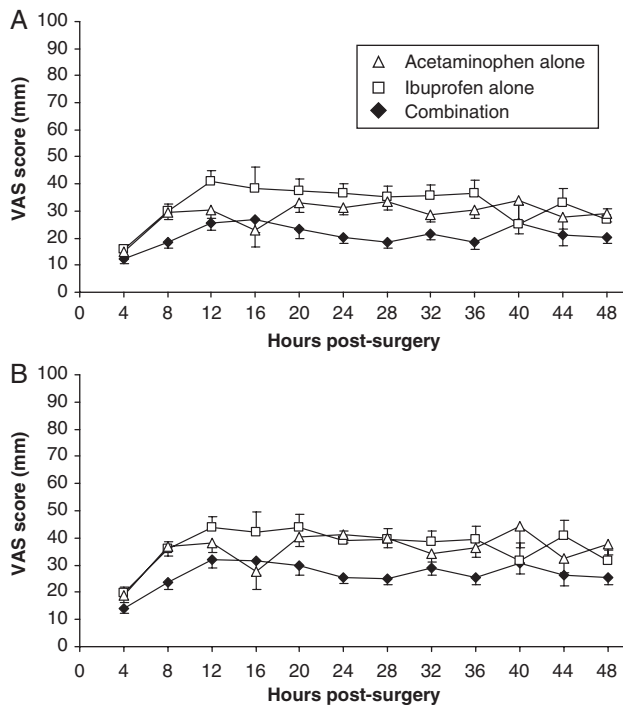 A
VAS score (mm)
100
90
80
70
60
50
40
30
20
10
0
0 4 8 12 16 20 24 28 32 36 40 44 48
Hours post-surgery
Acetaminophen alone
Ibuprofen alone
Combination
B
VAS score (mm)
100
90
80
70
60
50
40
30
20
10
0
0 4 8 12 16 20 24 28 32 36 40 44 48
Hours post-surgery